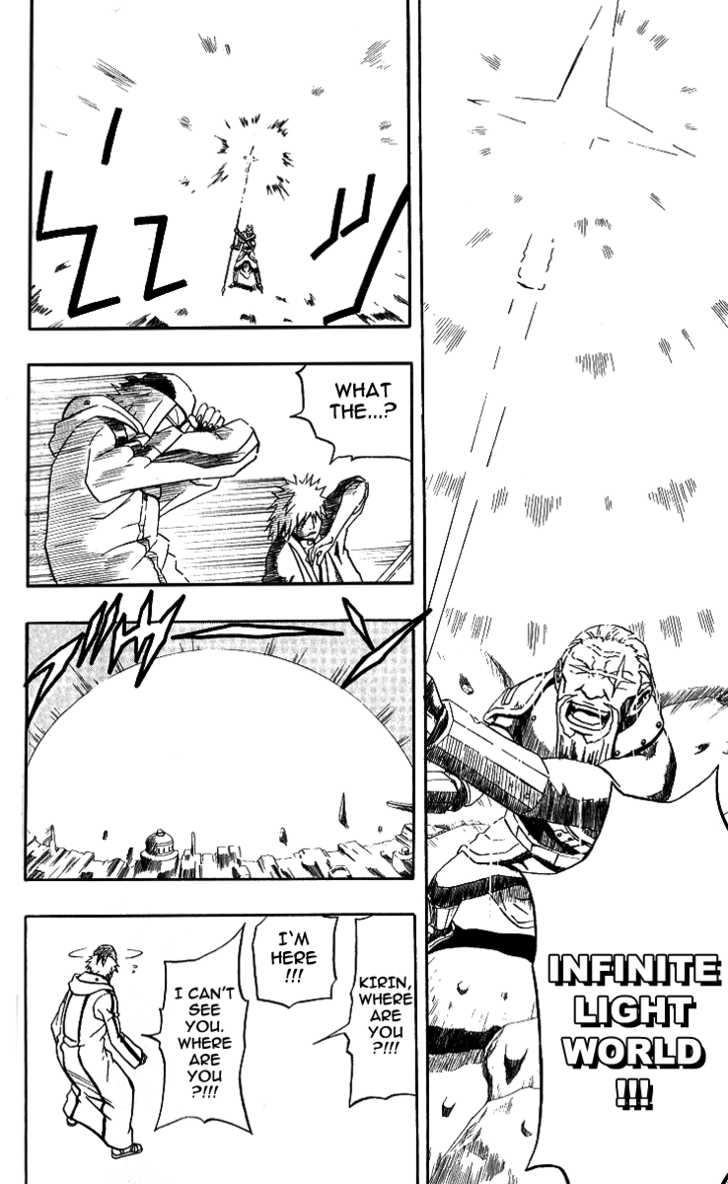 INFINITE
LIGHT
WORLD
!!!
WHAT
THE...?
KIRIN,
WHERE
ARE
YOU
?!!!
I'M
HERE
!!!
I CAN'T
SEE
YOU.
WHERE
ARE
YOU
?!!!